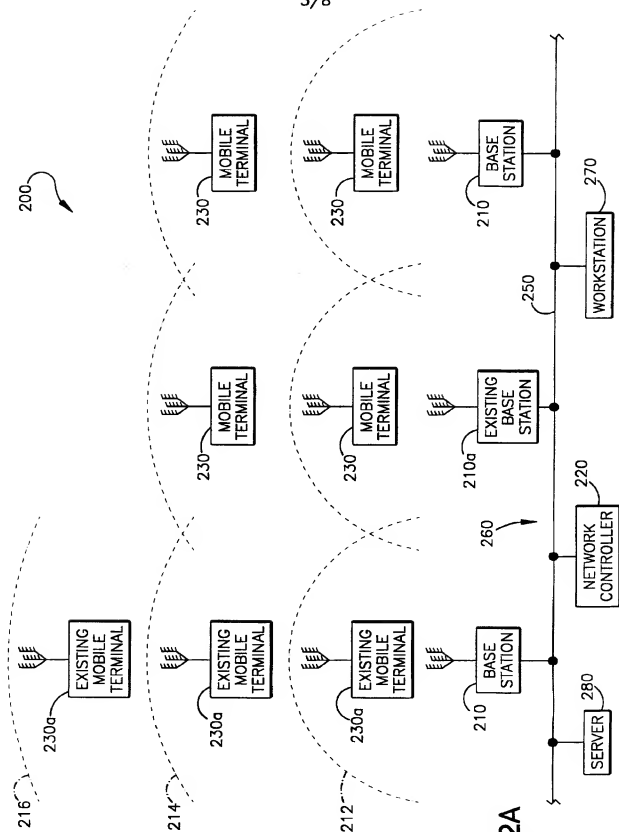 200
216
EXISTING
MOBILE
TERMINAL
230a
214
EXISTING
MOBILE
TERMINAL
230a
MOBILE
TERMINAL
230
MOBILE
TERMINAL
230
212
EXISTING
MOBILE
TERMINAL
230a
MOBILE
TERMINAL
230
MOBILE
TERMINAL
230
BASE
STATION
210
EXISTING
BASE
STATION
210a
BASE
STATION
210
260
250
SERVER
280
NETWORK
CONTROLLER
220
WORKSTATION
270
2A